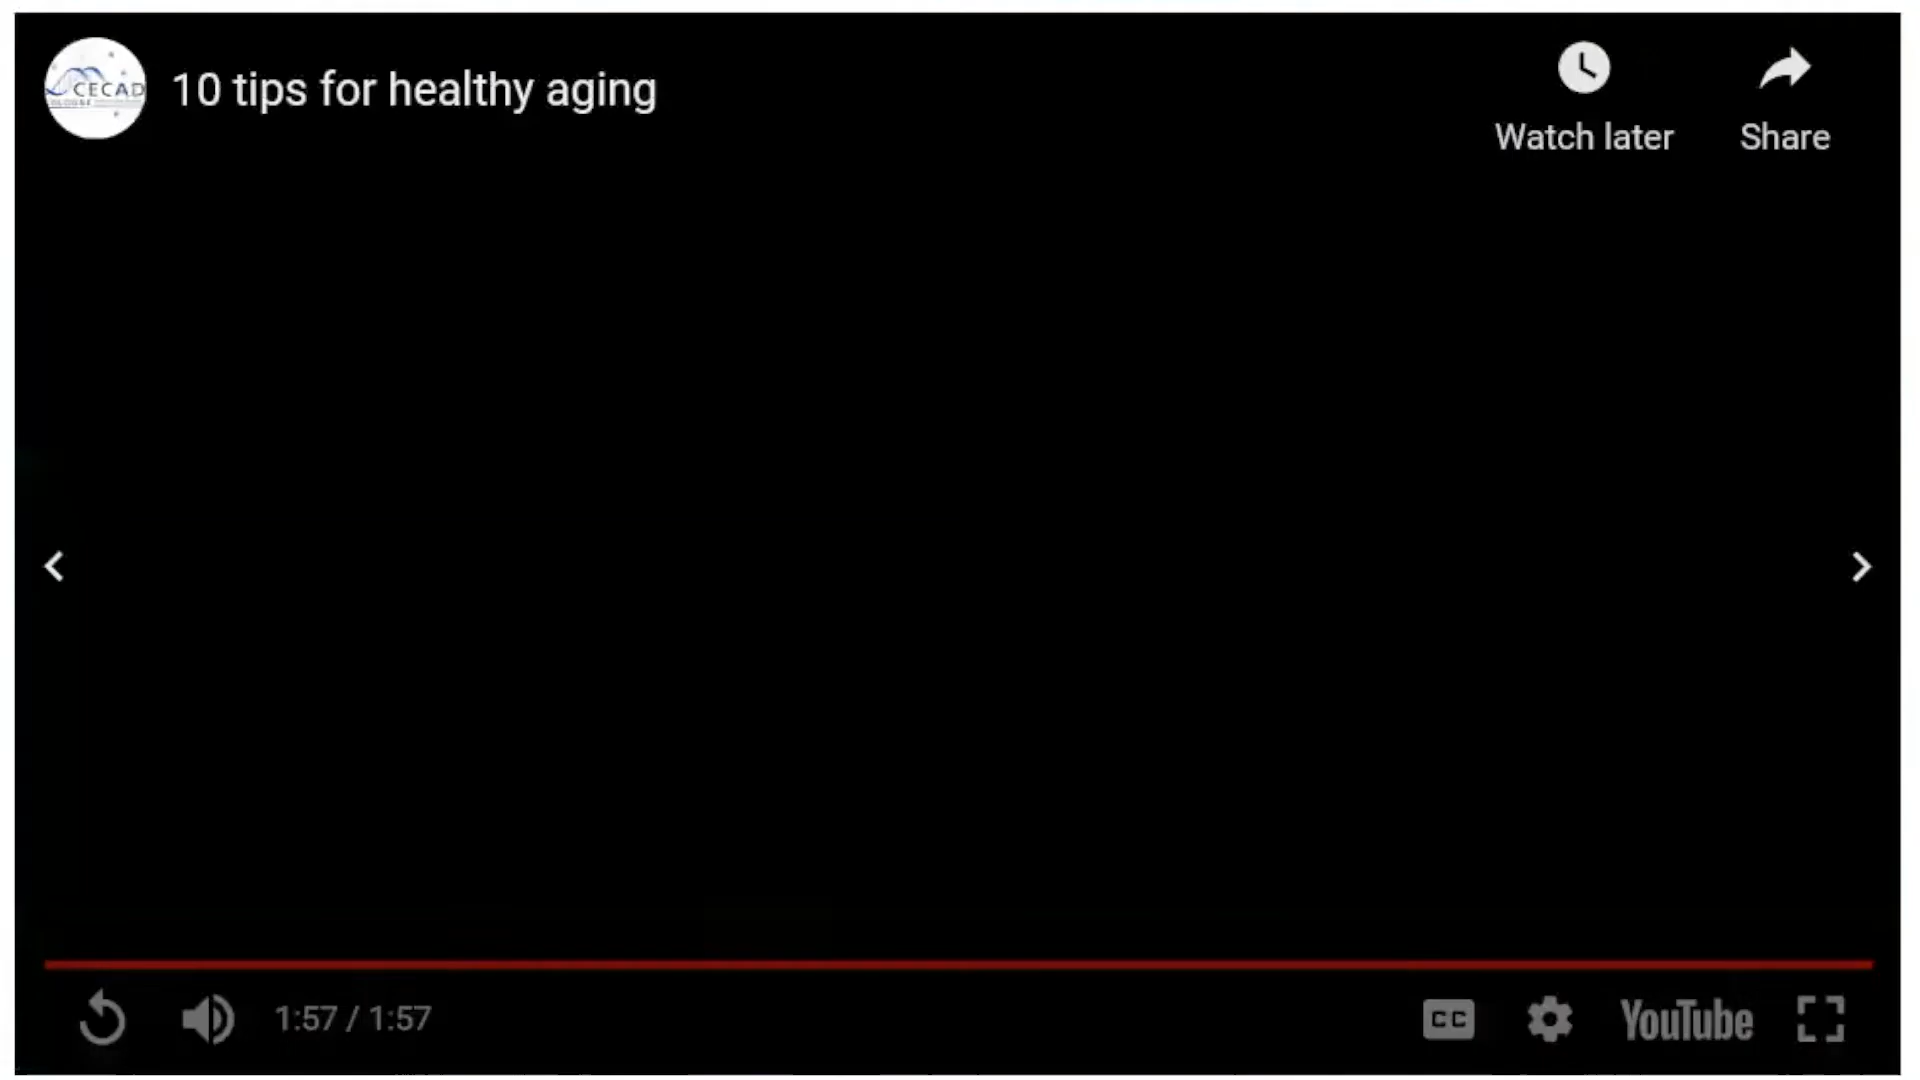 CECAD
10 tips for healthy aging
Watch later
Share
1:57 / 1:57
CC
YouTube